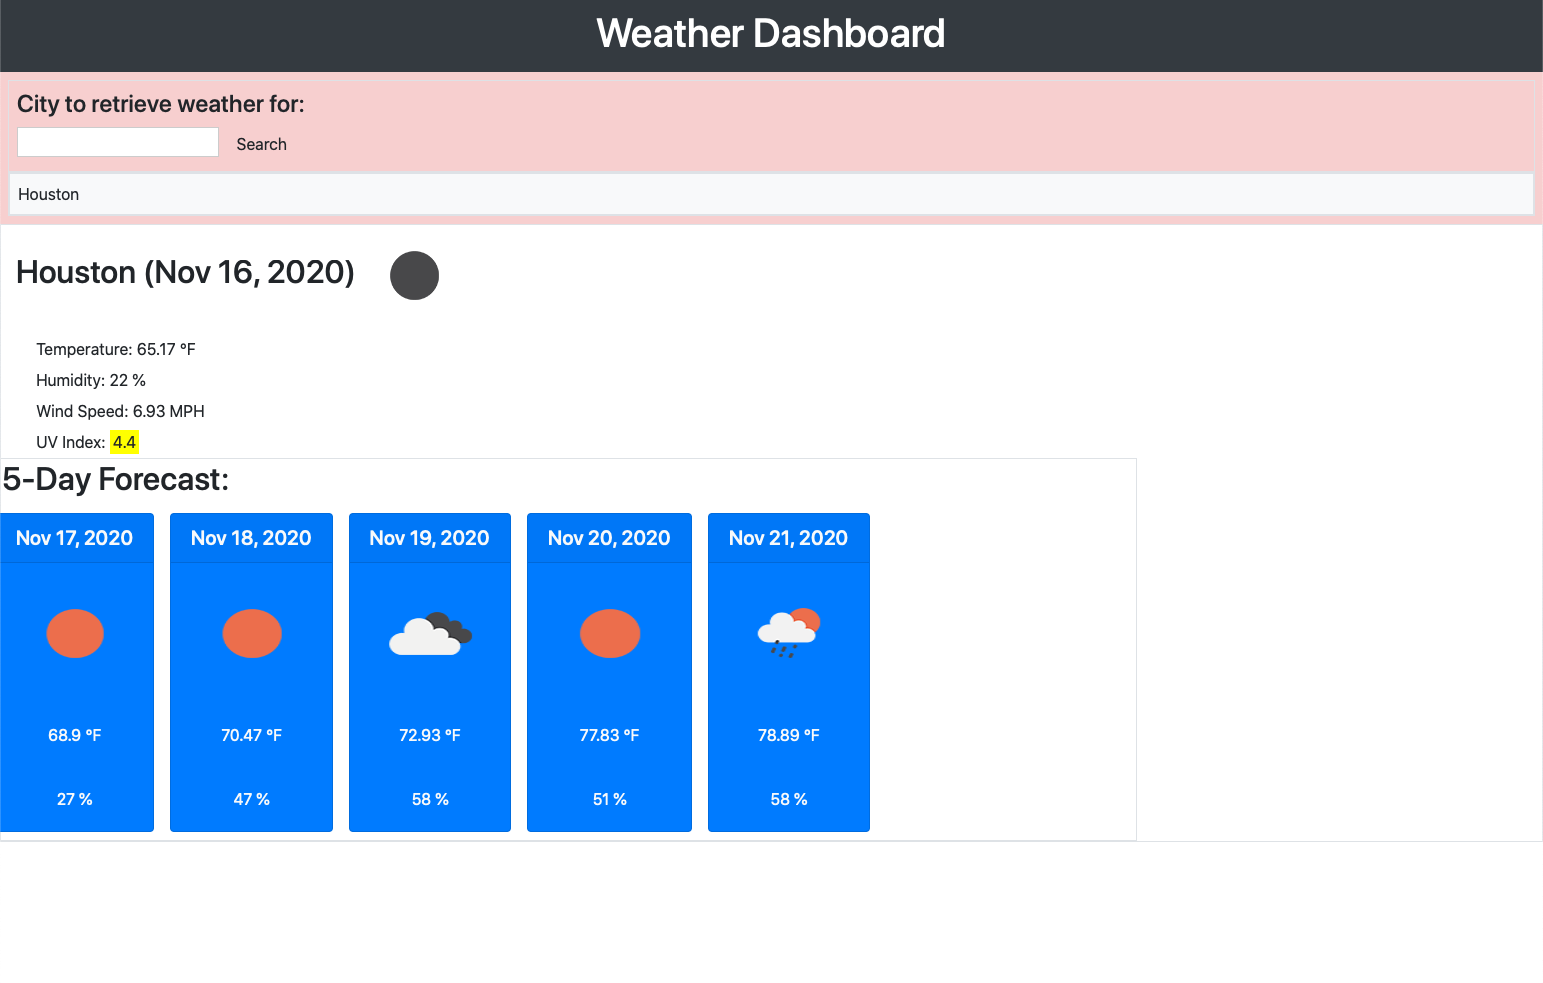 Weather Dashboard
City to retrieve weather for:
Search
Houston
Houston (Nov 16, 2020)
Temperature: 65.17 °F
Humidity: 22 %
Wind Speed: 6.93 MPH
UV Index: 4.4
5-Day Forecast:
Nov 17, 2020 Nov 18, 2020 Nov 19, 2020 Nov 20, 2020 Nov 21, 2020
68.9 °F 70.47 °F 72.93 °F 77.83 °F 78.89 °F
27 % 47 % 58 % 51 % 58 %